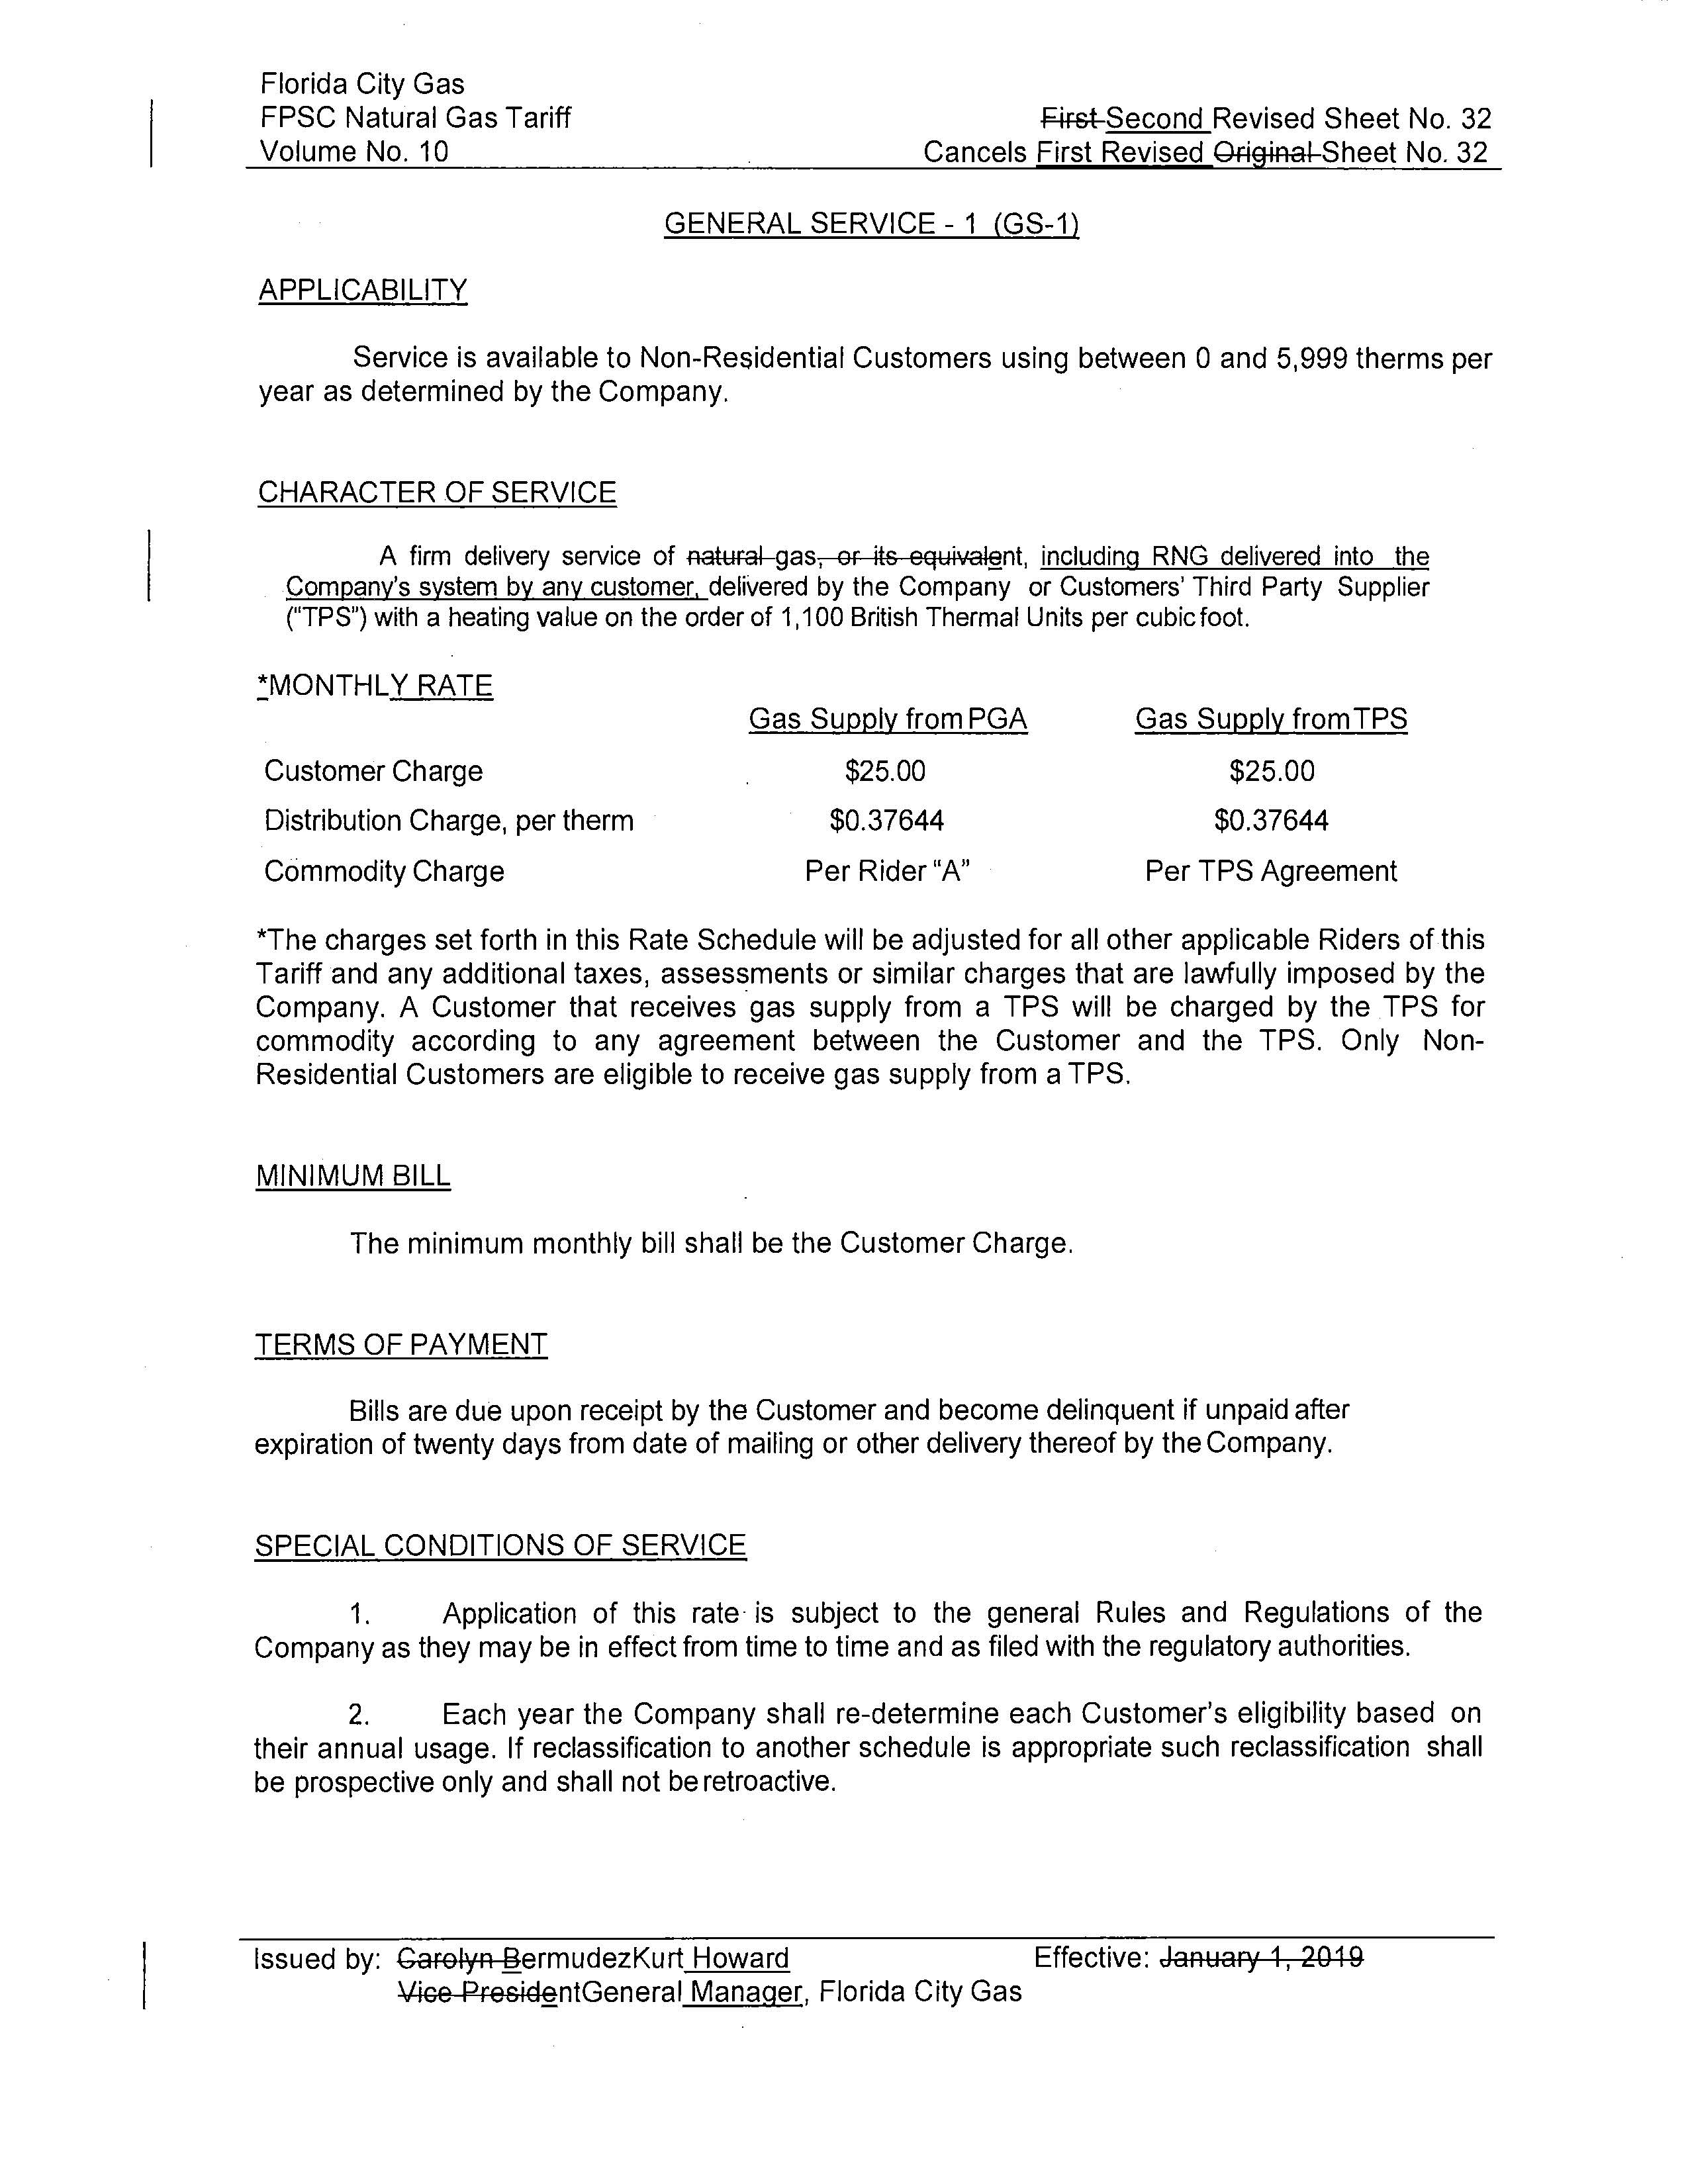 Florida City Gas
FPSC Natural Gas Tariff First Second Revised Sheet No. 32
Volume No. 10 Cancels First Revised Original Sheet No. 32
GENERAL SERVICE - 1 (GS-1)
APPLICABILITY
Service is available to Non-Residential Customers using between 0 and 5,999 therms per
year as determined by the Company.
CHARACTER OF SERVICE
A firm delivery service of natural gas, or its equivalent, including RNG delivered into the
Company's system by any customer, delivered by the Company or Customers' Third Party Supplier
("TPS") with a heating value on the order of 1,100 British Thermal Units per cubic foot.
*MONTHLY RATE
Gas Supply from PGA Gas Supply from TPS
Customer Charge $25.00 $25.00
Distribution Charge, per therm $0.37644 $0.37644
Commodity Charge Per Rider "A" Per TPS Agreement
*The charges set forth in this Rate Schedule will be adjusted for all other applicable Riders of this
Tariff and any additional taxes, assessments or similar charges that are lawfully imposed by the
Company. A Customer that receives gas supply from a TPS will be charged by the TPS for
commodity according to any agreement between the Customer and the TPS. Only Non-
Residential Customers are eligible to receive gas supply from a TPS.
MINIMUM BILL
The minimum monthly bill shall be the Customer Charge.
TERMS OF PAYMENT
Bills are due upon receipt by the Customer and become delinquent if unpaid after
expiration of twenty days from date of mailing or other delivery thereof by the Company.
SPECIAL CONDITIONS OF SERVICE
1. Application of this rate is subject to the general Rules and Regulations of the
Company as they may be in effect from time to time and as filed with the regulatory authorities.
2. Each year the Company shall re-determine each Customer's eligibility based on
their annual usage. If reclassification to another schedule is appropriate such reclassification shall
be prospective only and shall not be retroactive.
Issued by: Carolyn BermudezKurt Howard Effective: January 1, 2019
Vice PresidentGeneral Manager, Florida City Gas